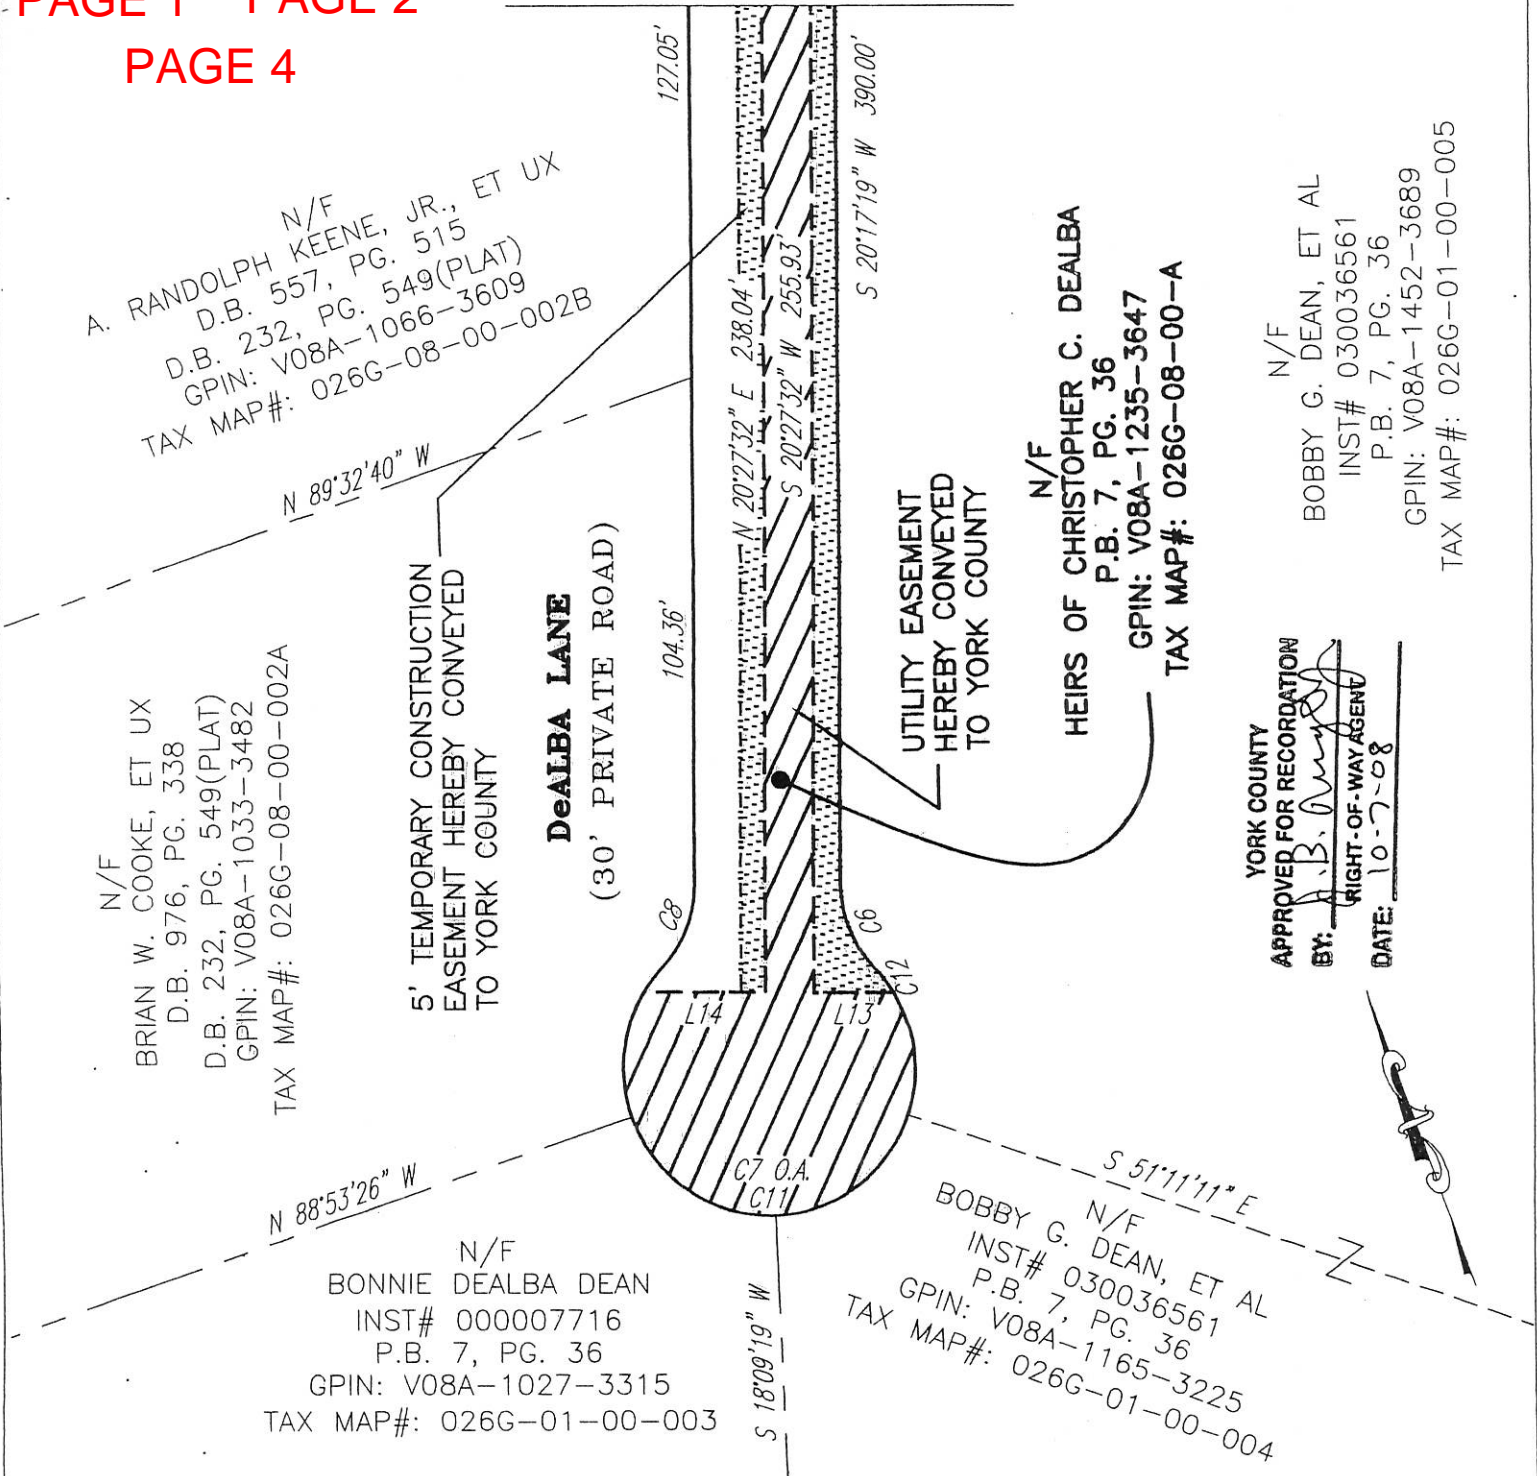 PAGE 1 PAGE 2
PAGE 4
127.05'
S 20°17'19" W 390.00'
N/F
A. RANDOLPH KEENE, JR., ET UX
D.B. 557, PG. 515
D.B. 232, PG. 549(PLAT)
GPIN: V08A-1066-3609
TAX MAP#: 026G-08-00-002B
N 89°32'40" W
N 20°27'32" E 238.04'
S 20°27'32" W 255.93'
N/F
HEIRS OF CHRISTOPHER C. DEALBA
P.B. 7, PG. 36
GPIN: V08A-1235-3647
TAX MAP#: 026G-08-00-A
N/F
BOBBY G. DEAN, ET AL
INST# 030036561
P.B. 7, PG. 36
GPIN: V08A-1452-3689
TAX MAP#: 026G-01-00-005
N/F
BRIAN W. COOKE, ET UX
D.B. 976, PG. 338
D.B. 232, PG. 549(PLAT)
GPIN: V08A-1033-3482
TAX MAP#: 026G-08-00-002A
5' TEMPORARY CONSTRUCTION
EASEMENT HEREBY CONVEYED
TO YORK COUNTY
DeALBA LANE
(30' PRIVATE ROAD)
104.36'
UTILITY EASEMENT
HEREBY CONVEYED
TO YORK COUNTY
YORK COUNTY
APPROVED FOR RECORDATION
BY:
RIGHT-OF-WAY AGENT
DATE: 10-7-08
C8
C6
C12
L14
L13
C7 O.A.
C11
N 88°53'26" W
S 51°11'11" E
N/F
BONNIE DEALBA DEAN
INST# 000007716
P.B. 7, PG. 36
GPIN: V08A-1027-3315
TAX MAP#: 026G-01-00-003
S 18°09'19" W
N/F
BOBBY G. DEAN, ET AL
INST# 030036561
P.B. 7, PG. 36
GPIN: V08A-1165-3225
TAX MAP#: 026G-01-00-004
Z